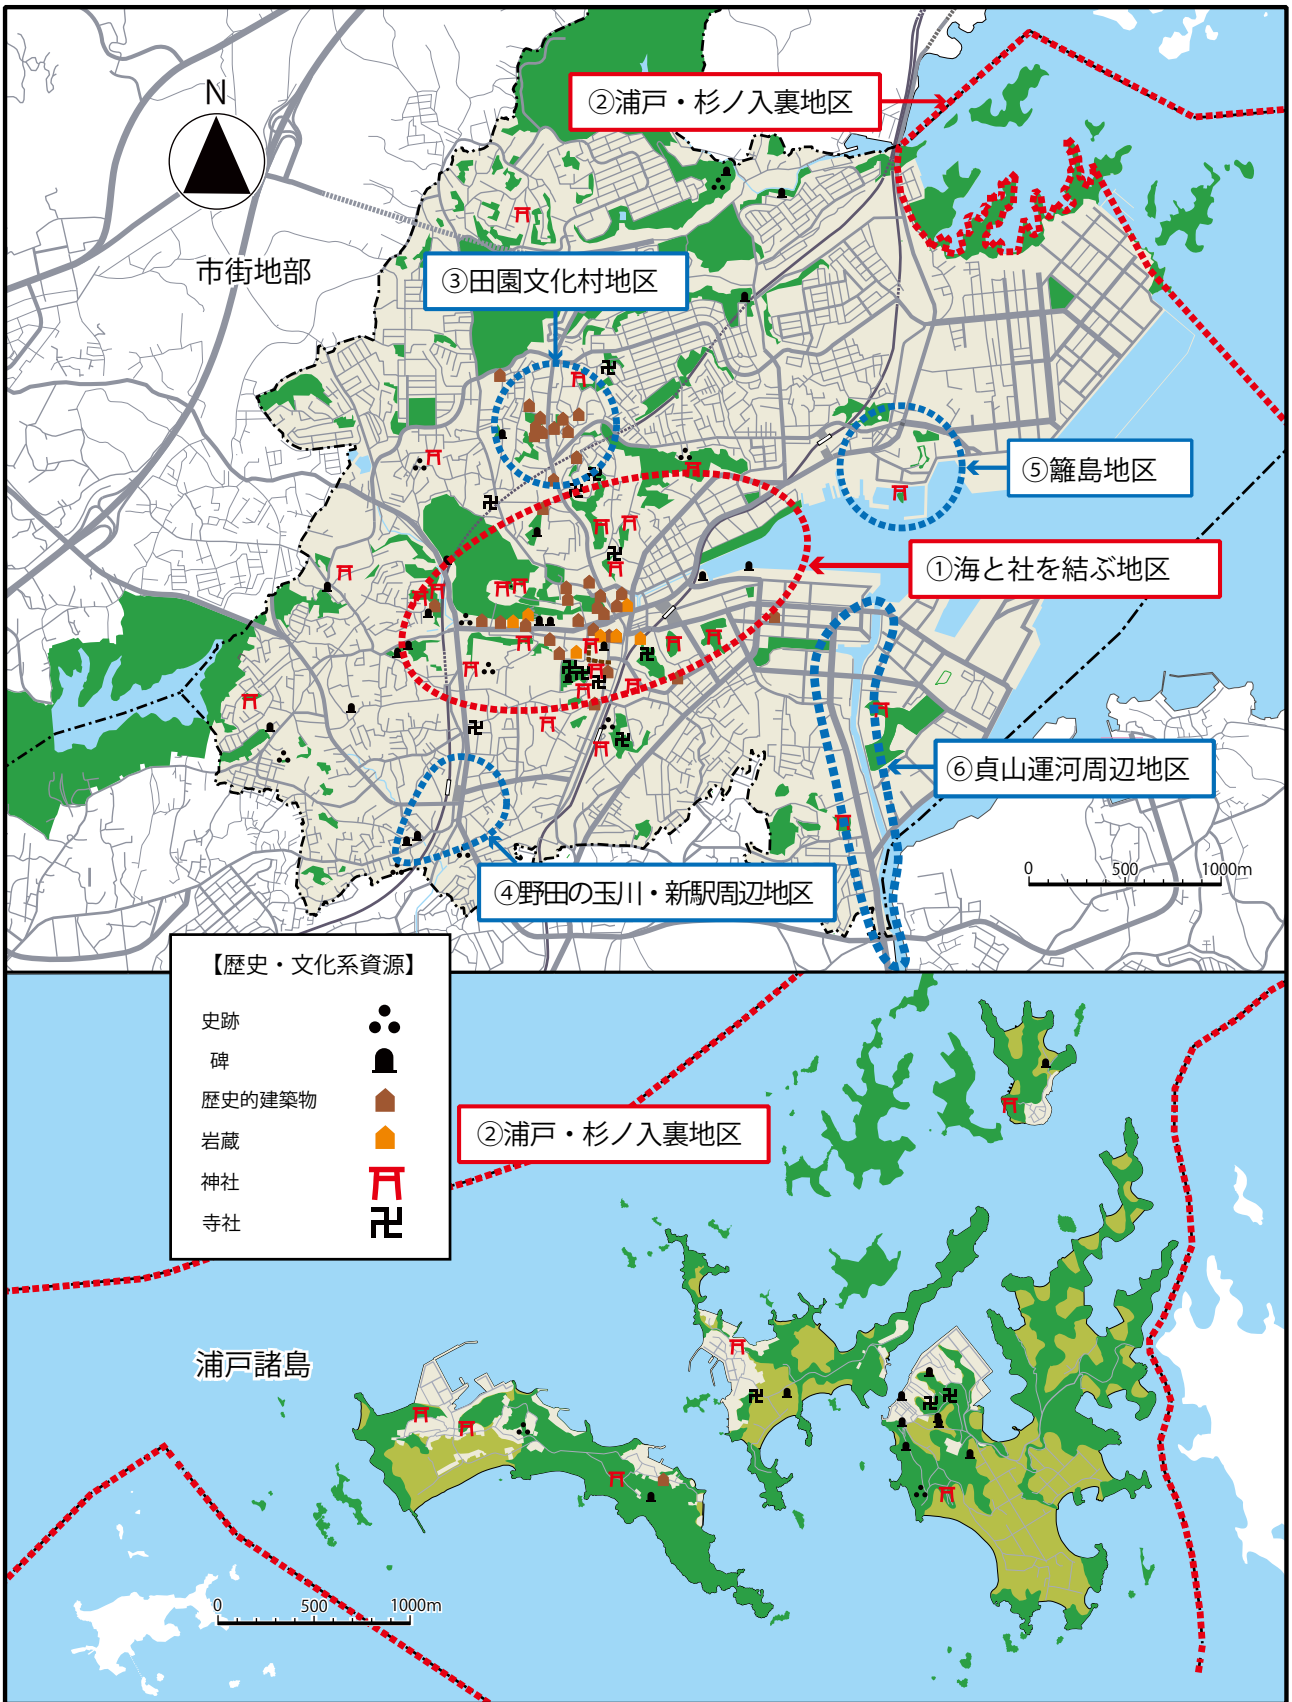 ②浦戸・杉ノ入裏地区
N
市街地部
③田園文化村地区
⑤籬島地区
①海と社を結ぶ地区
⑥貞山運河周辺地区
0 500 1000m
④野田の玉川・新駅周辺地区
【歴史・文化系資源】
史跡
碑
歴史的建築物
岩蔵
神社
寺社
②浦戸・杉ノ入裏地区
浦戸諸島
0 500 1000m